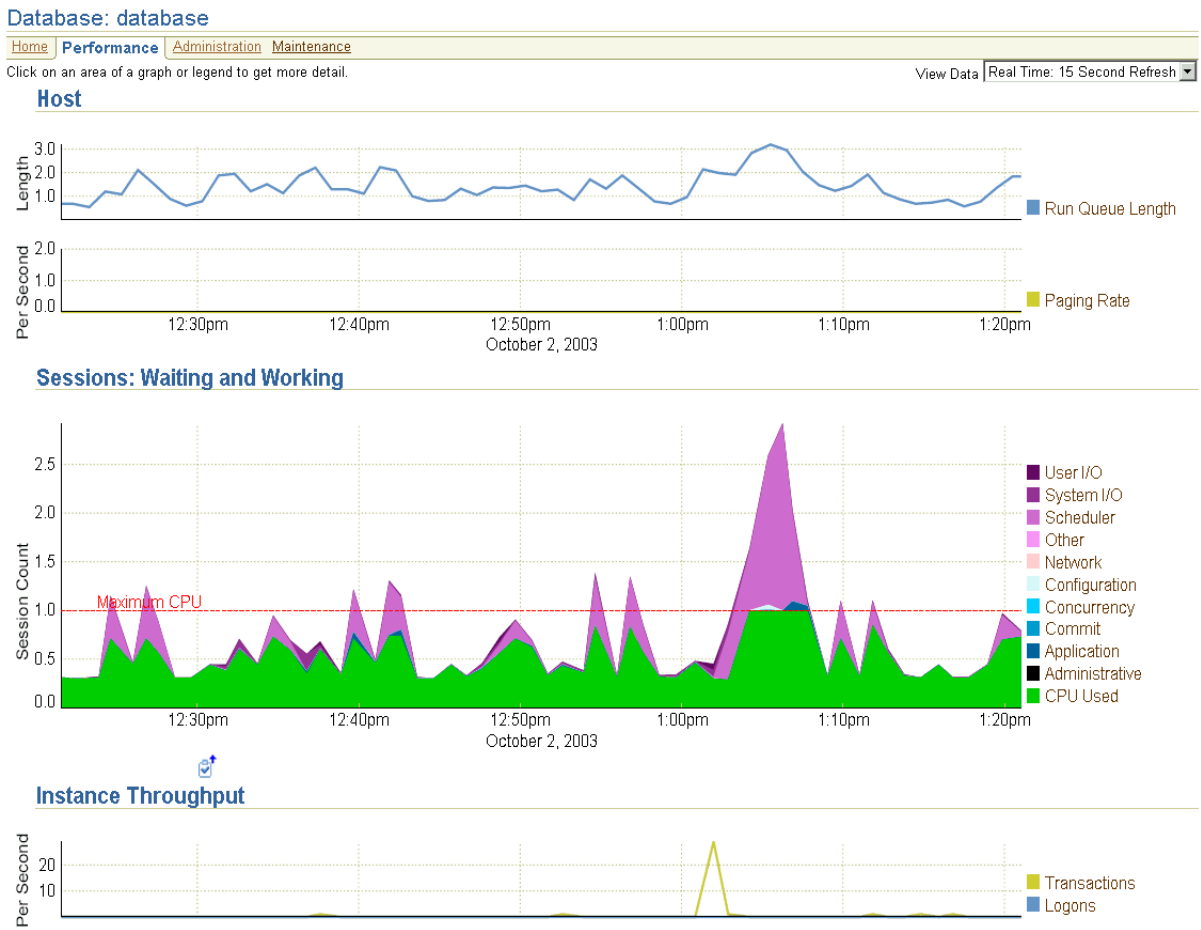 Database: database
Home Performance Administration Maintenance
Click on an area of a graph or legend to get more detail.
View Data Real Time: 15 Second Refresh
Host
Length
3.0
2.0
1.0
Run Queue Length
Per Second
2.0
1.0
0.0
Paging Rate
12:30pm 12:40pm 12:50pm 1:00pm 1:10pm 1:20pm
October 2, 2003
Sessions: Waiting and Working
Session Count
2.5
2.0
1.5
1.0
0.5
0.0
Maximum CPU
User I/O
System I/O
Scheduler
Other
Network
Configuration
Concurrency
Commit
Application
Administrative
CPU Used
12:30pm 12:40pm 12:50pm 1:00pm 1:10pm 1:20pm
October 2, 2003
Instance Throughput
Per Second
20
10
Transactions
Logons